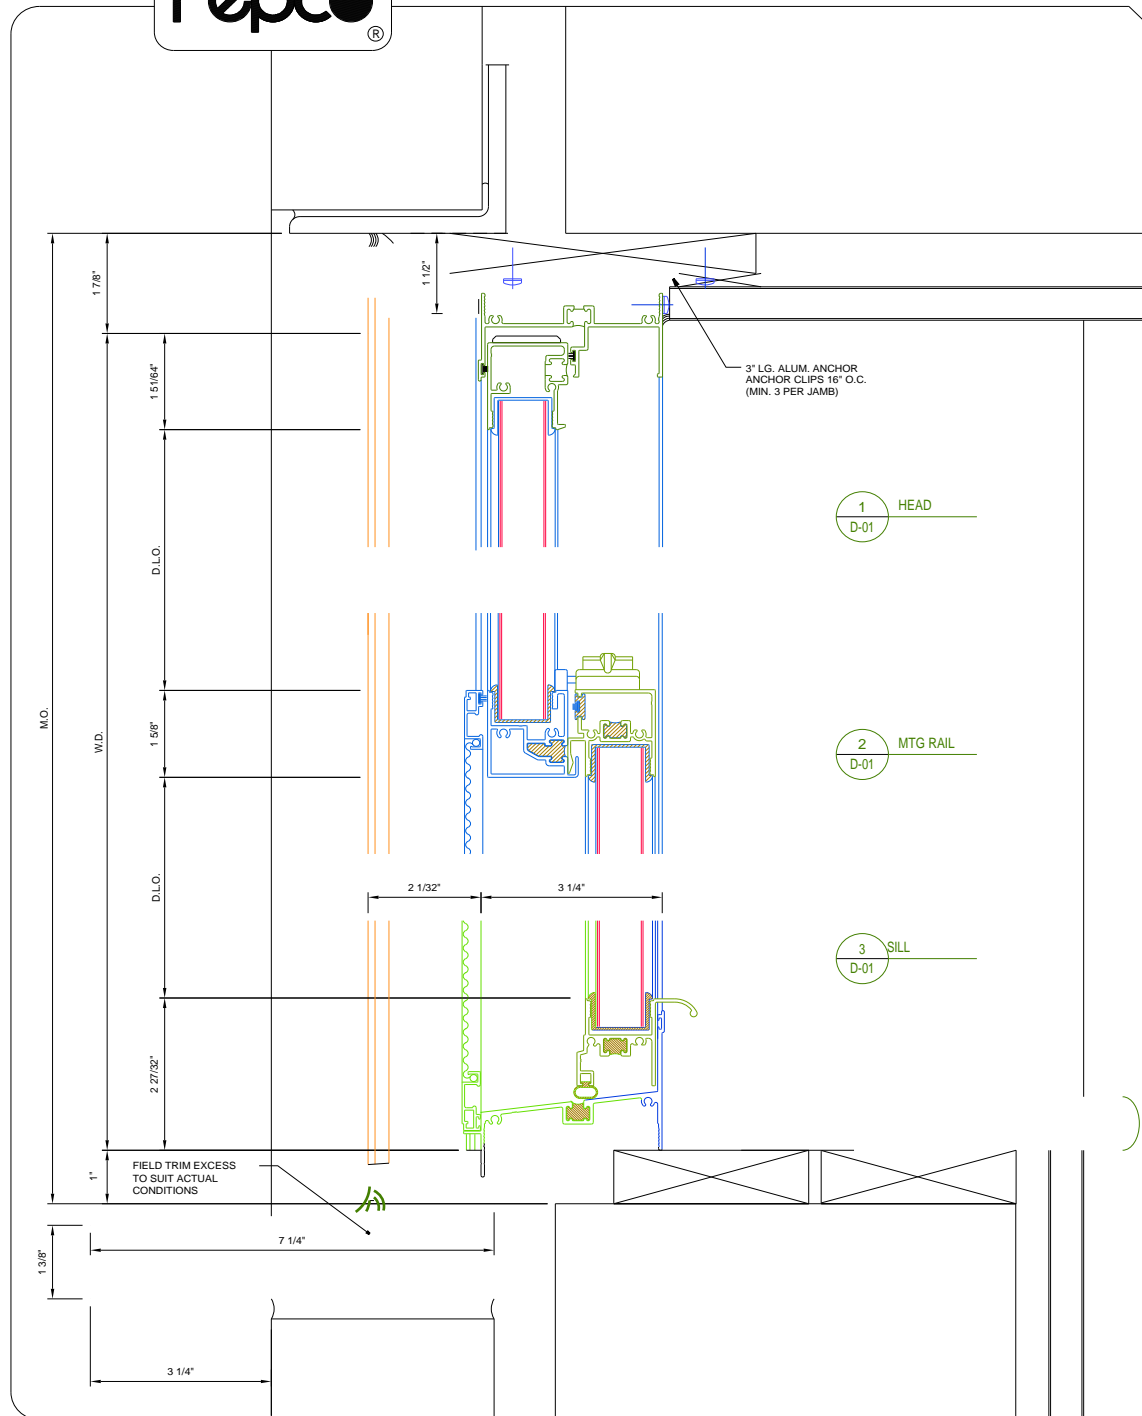 ®
1 7/8"
1 1/2"
1 51/64"
3" LG. ALUM. ANCHOR
ANCHOR CLIPS 16" O.C.
(MIN. 3 PER JAMB)
1
HEAD
D-01
D.L.O.
M.O.
W.D.
1 5/8"
2
MTG RAIL
D-01
D.L.O.
2 1/32"
3 1/4"
3
SILL
D-01
2 27/32"
FIELD TRIM EXCESS
TO SUIT ACTUAL
CONDITIONS
1"
7 1/4"
1 3/8"
3 1/4"